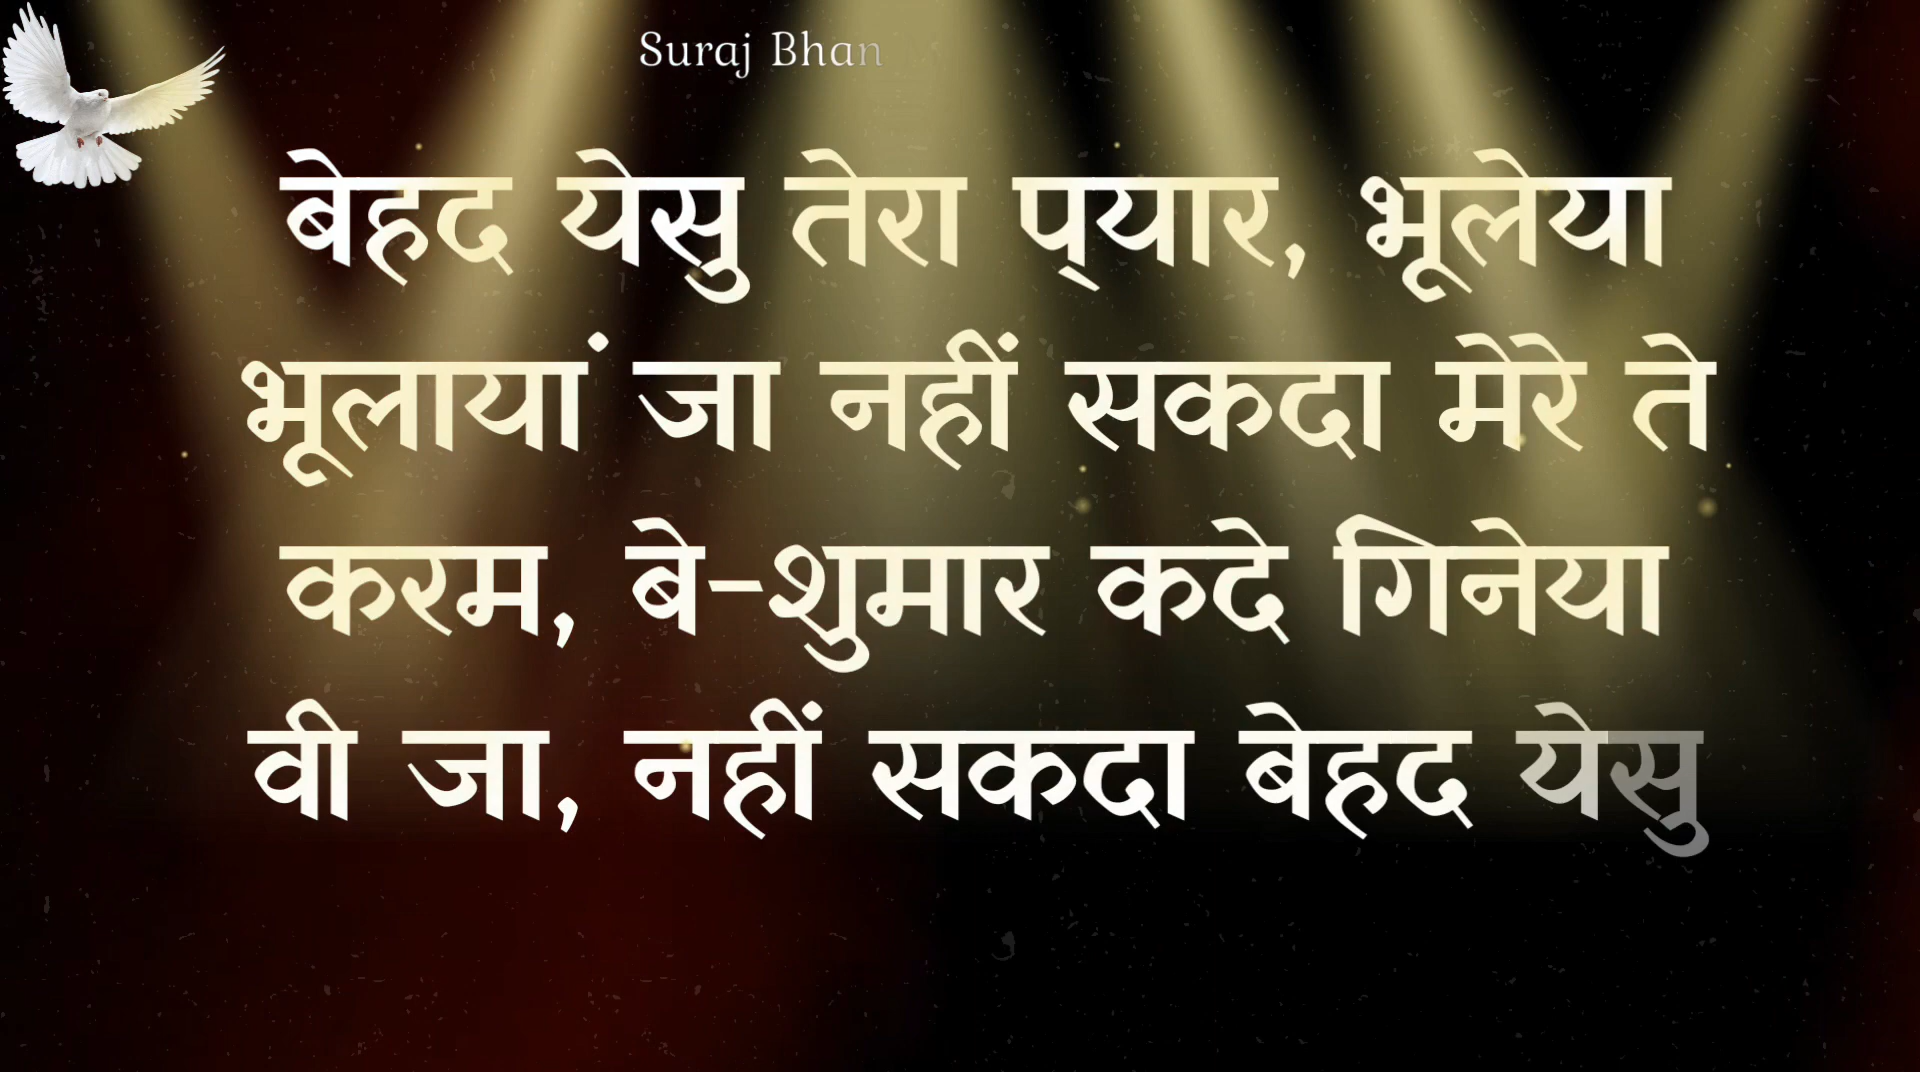 Suraj Bhan
बेहद येसु तेरा प्‌यार, भूलेया
भूलायां जा नहीं सकदा मेरे ते
करम, बे-शुमार कदे गिनेया
वी जा, नहीं सकदा बेहद येसु